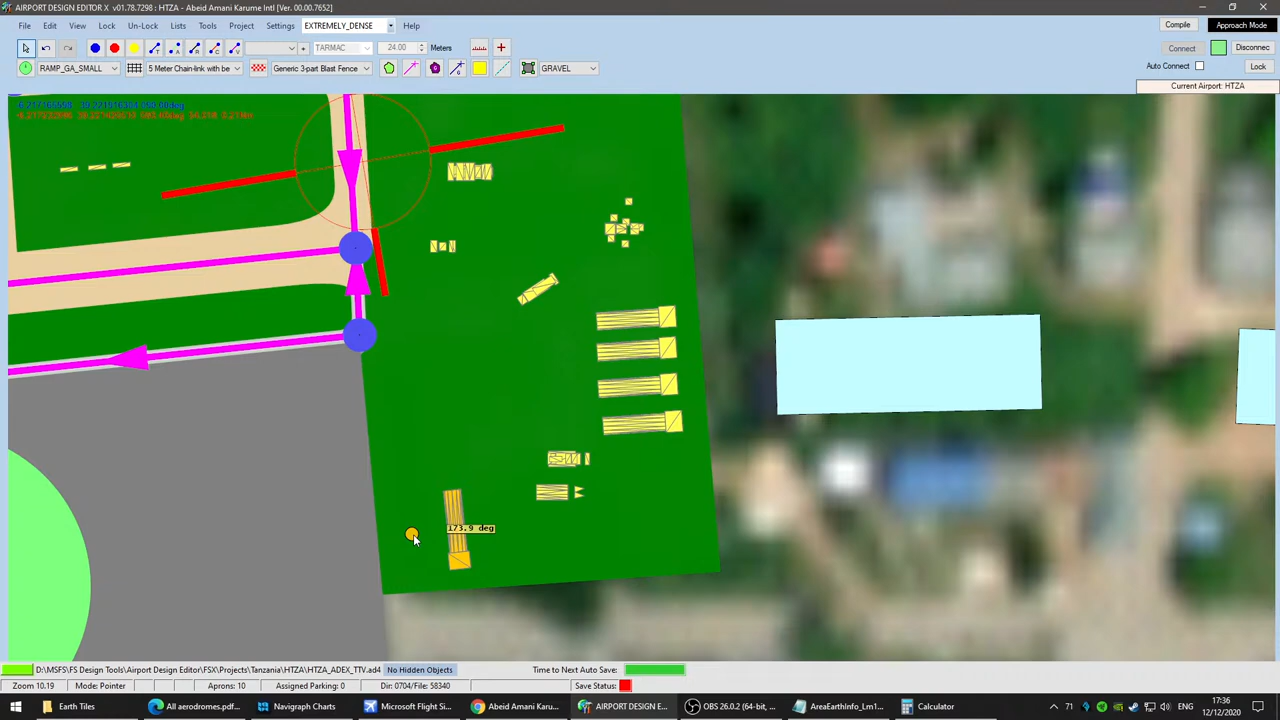 AIRPORT DESIGN EDITOR X v01.78.7298 : HTZA - Abeid Amani Karume Intl [Ver. 00.00.7652]
File Edit View Lock Un-Lock Lists Tools Project Settings EXTREMELY_DENSE Help
Compile Approach Mode
TARMAC 24.00 Meters
Connect Disconnect
RAMP_GA_SMALL 5 Meter Chain-link with be Generic 3-part Blast Fence GRAVEL
Auto Connect Lock
Current Airport: HTZA
173.9 deg
D:\MSFS\FS Design Tools\Airport Design Editor\FSX\Projects\Tanzania\HTZA\HTZA_ADEX_TTV.ad4 No Hidden Objects Time to Next Auto Save:
Zoom 10.19 Mode: Pointer Aprons: 10 Assigned Parking: 0 Dir: 0704/File: 58340 Save Status:
Earth Tiles All aerodromes.pdf... Navigraph Charts Microsoft Flight Si... Abeid Amani Karu... AIRPORT DESIGN E... OBS 26.0.2 (64-bit, ... AreaEarthInfo_Lm1... Calculator 71 17:36
12/12/2020